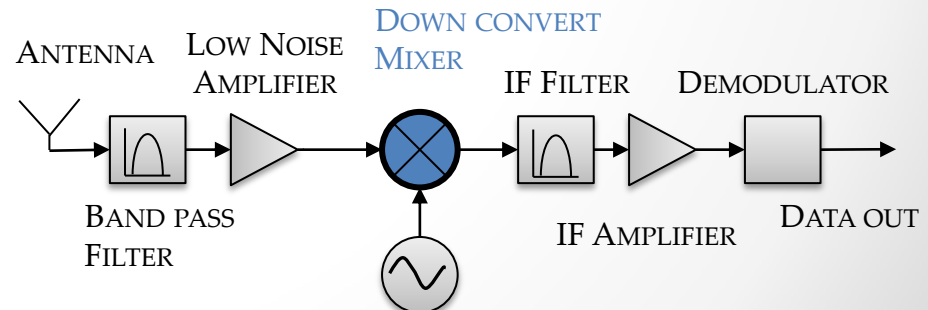 ANTENNA
LOW NOISE
AMPLIFIER
DOWN CONVERT
MIXER
IF FILTER
DEMODULATOR
BAND PASS
FILTER
IF AMPLIFIER
DATA OUT